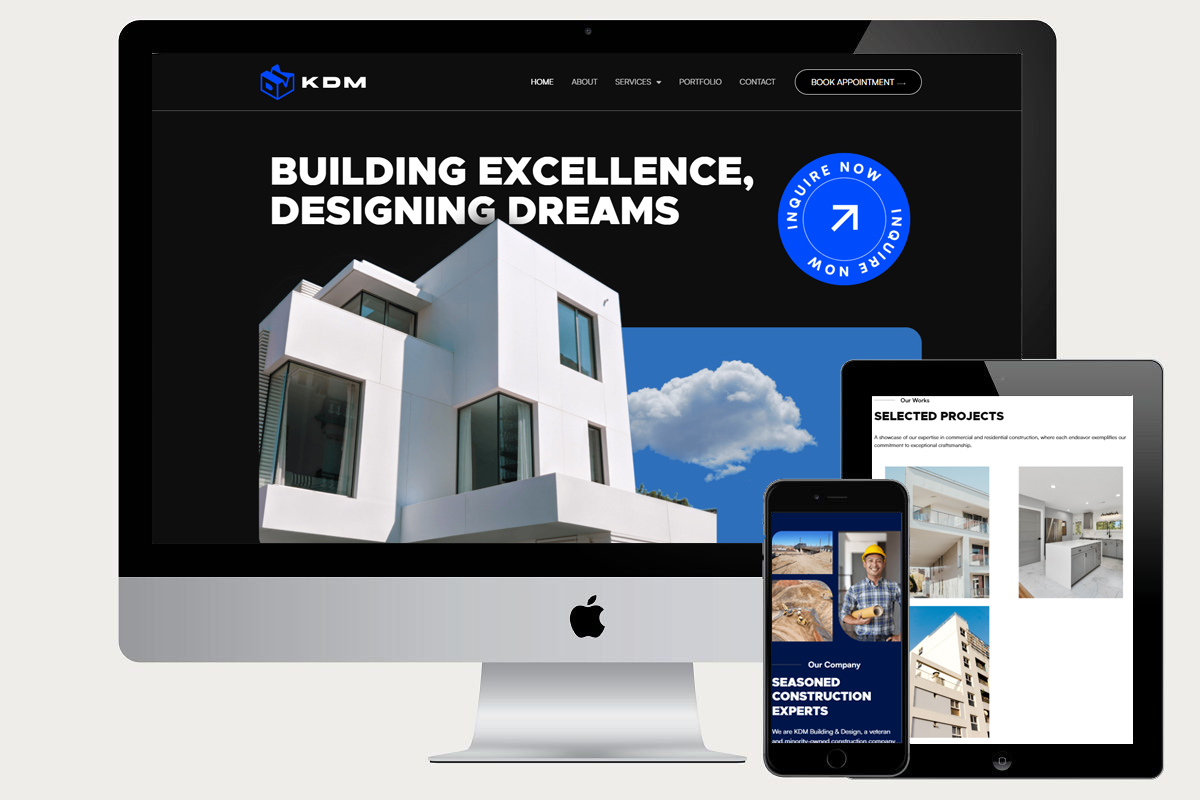 KDM
HOME ABOUT SERVICES PORTFOLIO CONTACT BOOK APPOINTMENT →
BUILDING EXCELLENCE,
DESIGNING DREAMS
INQUIRE NOW INQUIRE NOW
Our Works
SELECTED PROJECTS
A showcase of our expertise in commercial and residential construction, where each endeavor exemplifies our
commitment to exceptional craftsmanship.
Our Company
SEASONED
CONSTRUCTION
EXPERTS
We are KDM Building & Design, a veteran
and minority-owned construction company